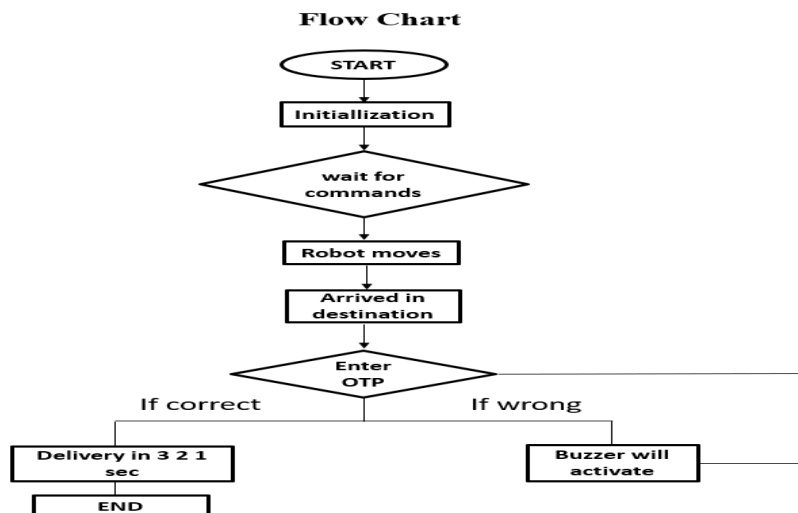 Flow Chart
START
Initiallization
wait for
commands
Robot moves
Arrived in
destination
Enter
OTP
If correct
If wrong
Delivery in 3 2 1
sec
Buzzer will
activate
END